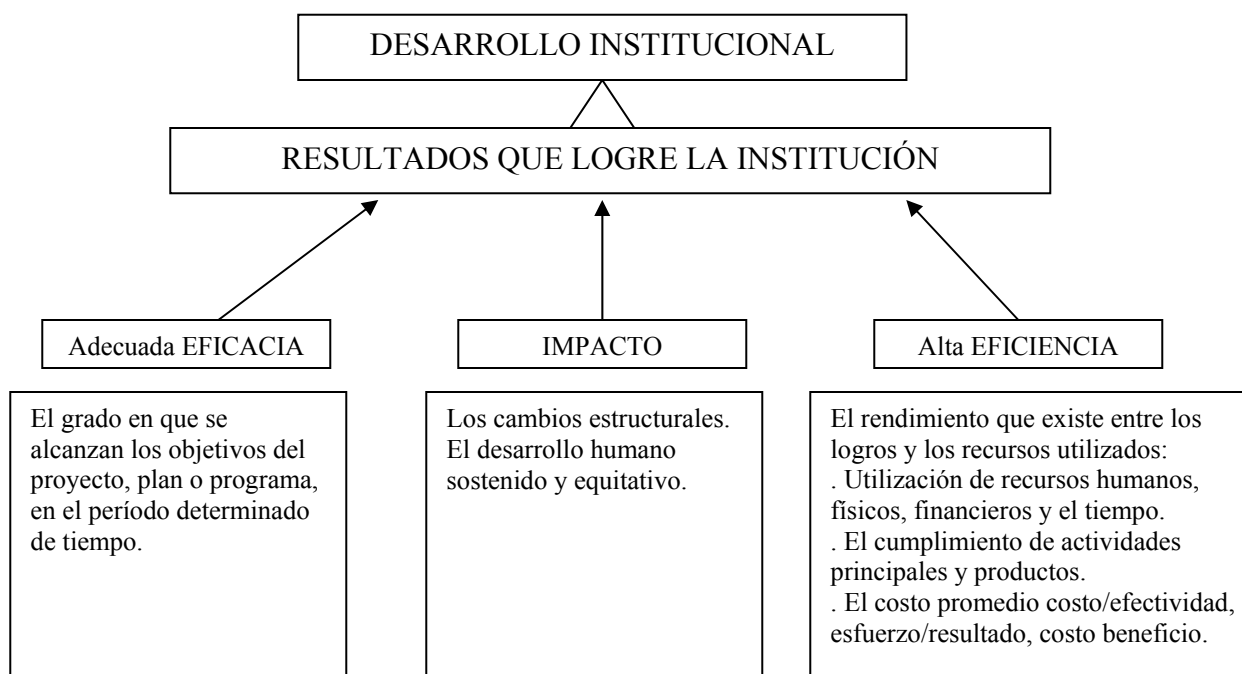 DESARROLLO INSTITUCIONAL
RESULTADOS QUE LOGRE LA INSTITUCIÓN
Adecuada EFICACIA
IMPACTO
Alta EFICIENCIA
El grado en que se
alcanzan los objetivos del
proyecto, plan o programa,
en el período determinado
de tiempo.
Los cambios estructurales.
El desarrollo humano
sostenido y equitativo.
El rendimiento que existe entre los
logros y los recursos utilizados:
. Utilización de recursos humanos,
físicos, financieros y el tiempo.
. El cumplimiento de actividades
principales y productos.
. El costo promedio costo/efectividad,
esfuerzo/resultado, costo beneficio.